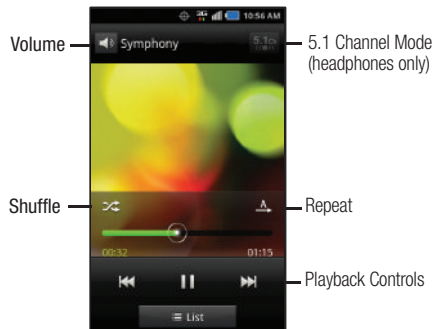 10:56 AM
Volume
Symphony
5.1ch
5.1 Channel Mode
(headphones only)
Shuffle
A
Repeat
00:32
01:15
Playback Controls
List